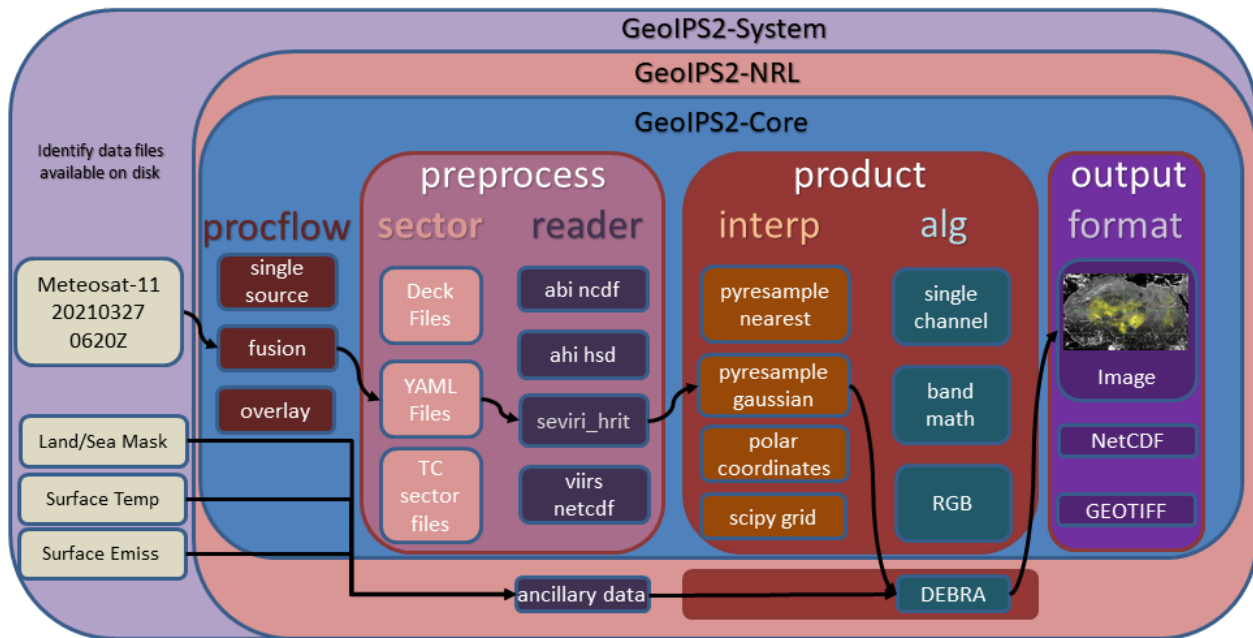 GeoIPS2-System
GeoIPS2-NRL
GeoIPS2-Core
Identify data files
available on disk
Meteosat-11
20210327
0620Z
Land/Sea Mask
Surface Temp
Surface Emiss
procflow
single
source
fusion
overlay
preprocess
sector
Deck
Files
YAML
Files
TC
sector
files
reader
abi ncdf
ahi hsd
seviri_hrit
viirs
netcdf
ancillary data
product
interp
pyresample
nearest
pyresample
gaussian
polar
coordinates
scipy grid
alg
single
channel
band
math
RGB
DEBRA
output
format
Image
NetCDF
GEOTIFF